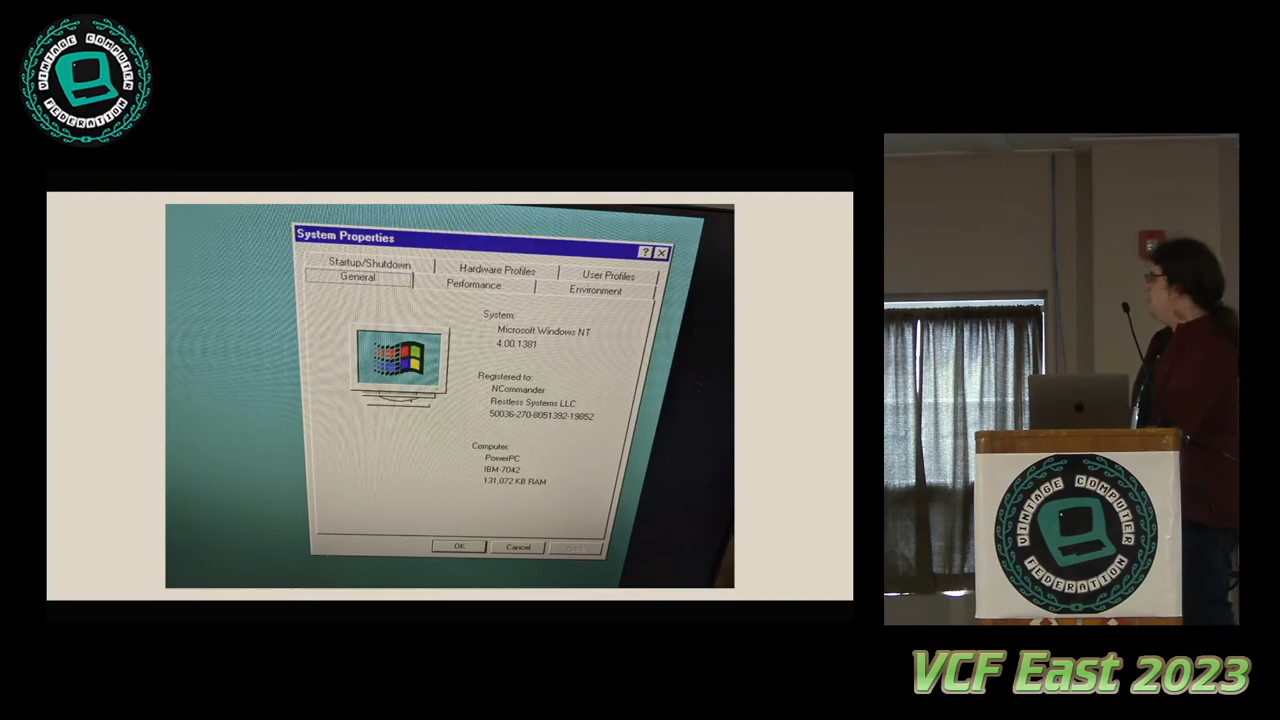 VINTAGE COMPUTER
FEDERATION
System Properties
Startup/Shutdown
Hardware Profiles
User Profiles
General
Performance
Environment
System:
Microsoft Windows NT
4.00.1381
Registered to:
NCommander
Restless Systems LLC
50036-270-8051392-19852
Computer:
PowerPC
IBM-7042
131,072 KB RAM
OK
Cancel
Apply
VINTAGE COMPUTER
FEDERATION
VCF East 2023